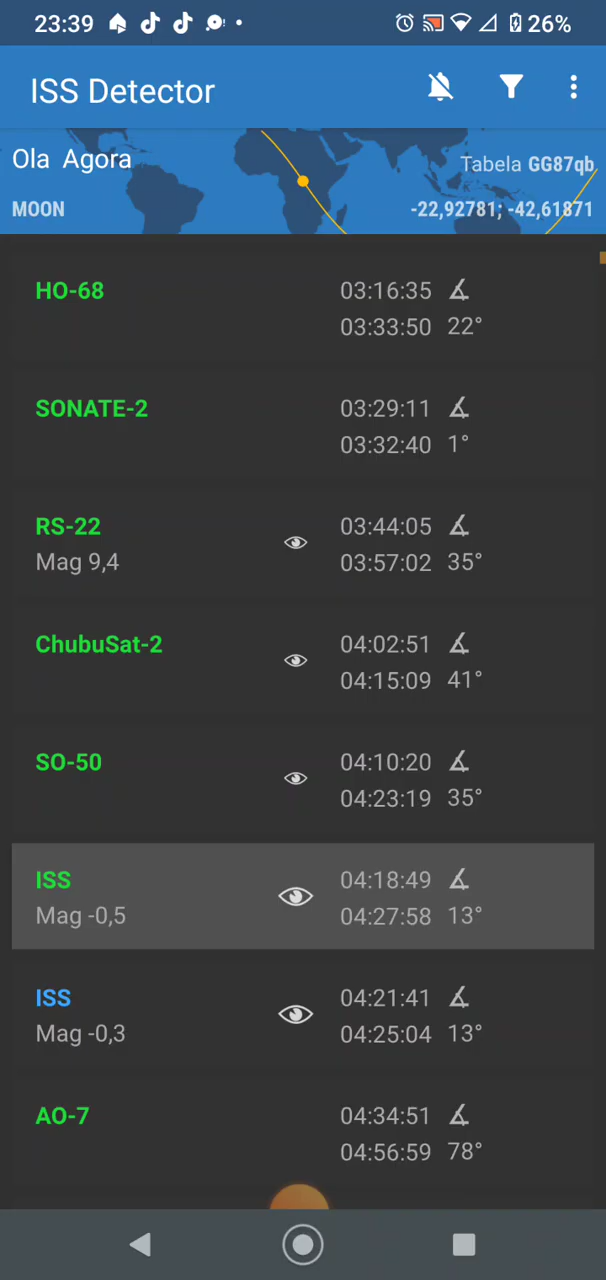 23:39 26%
ISS Detector
Ola Agora
Tabela GG87qb
MOON
-22,92781; -42,61871
HO-68 03:16:35
03:33:50 22°
SONATE-2 03:29:11
03:32:40 1°
RS-22 03:44:05
Mag 9,4 03:57:02 35°
ChubuSat-2 04:02:51
04:15:09 41°
SO-50 04:10:20
04:23:19 35°
ISS 04:18:49
Mag -0,5 04:27:58 13°
ISS 04:21:41
Mag -0,3 04:25:04 13°
AO-7 04:34:51
04:56:59 78°